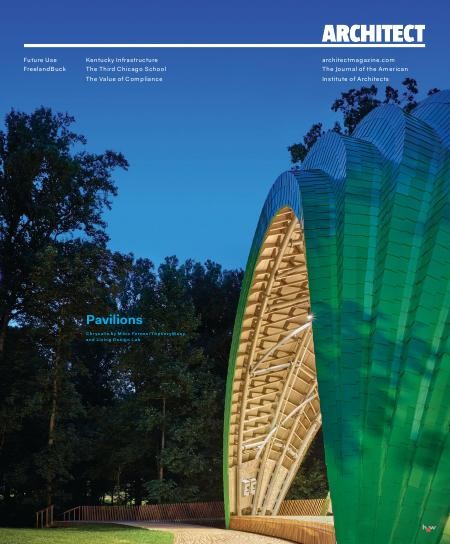 ARCHITECT
Future Use
FreelandBuck
Kentucky Infrastructure
The Third Chicago School
The Value of Compliance
architectmagazine.com
The Journal of the American
Institute of Architects
Pavilions
Chrysalis by Marc Fornes/TheVeryMany
and Living Design Lab